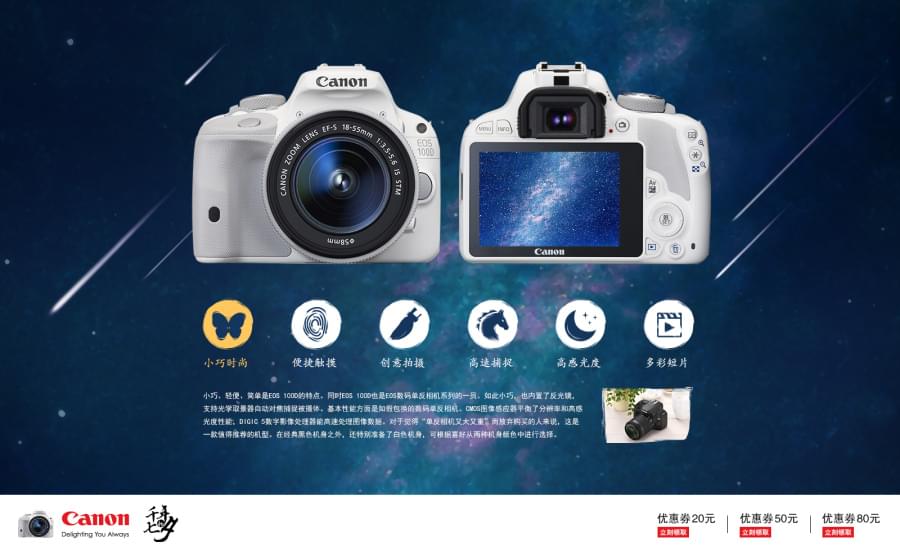 Canon
EOS
100D
CANON ZOOM LENS EF-S 18-55mm 1:3.5-5.6 IS STM
ø58mm
MENU
INFO
Av
Canon
小巧时尚
便捷触摸
创意拍摄
高速捕捉
高感光度
多彩短片
小巧、轻便，简单是EOS 100D的特点。同时EOS 100D也是EOS数码单反相机系列的一员。如此小巧，也内置了反光镜，
支持光学取景器自动对焦捕捉被摄体。基本性能方面是如假包换的数码单反相机。CMOS图像感应器平衡了分辨率和高感
光度性能；DIGIC 5数字影像处理器能高速处理图像数据。对于觉得“单反相机又大又重”而放弃购买的人来说，这是
一款值得推荐的机型。在经典黑色机身之外，还特别准备了白色机身，可根据喜好从两种机身颜色中进行选择。
Canon
Delighting You Always
优惠券20元
立刻领取
优惠券50元
立刻领取
优惠券80元
立刻领取